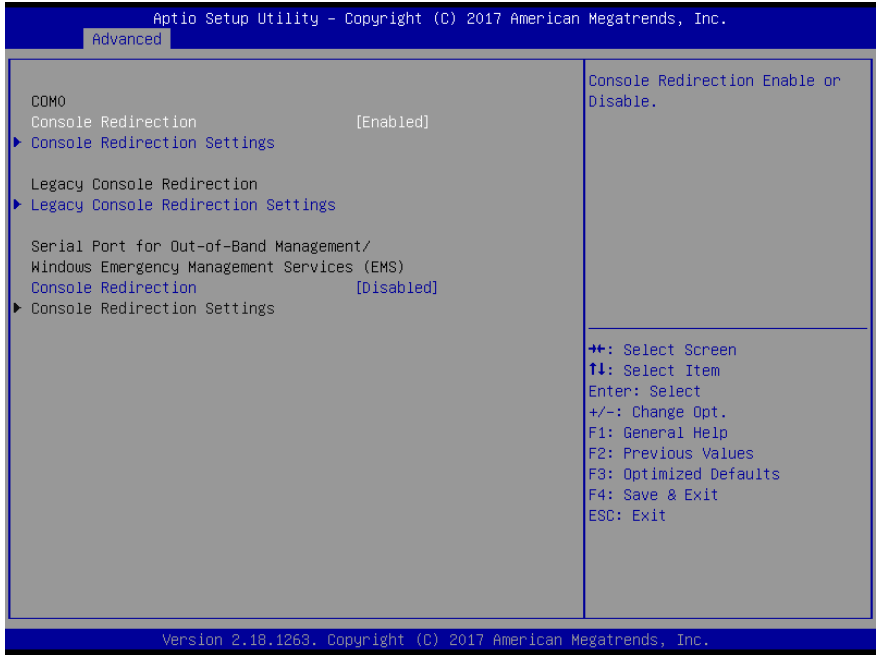 Aptio Setup Utility – Copyright (C) 2017 American Megatrends, Inc.
Advanced
COM0
Console Redirection [Enabled]
Console Redirection Settings
Legacy Console Redirection
Legacy Console Redirection Settings
Serial Port for Out-of-Band Management/
Windows Emergency Management Services (EMS)
Console Redirection [Disabled]
Console Redirection Settings
Console Redirection Enable or
Disable.
→←: Select Screen
↑↓: Select Item
Enter: Select
+/-: Change Opt.
F1: General Help
F2: Previous Values
F3: Optimized Defaults
F4: Save & Exit
ESC: Exit
Version 2.18.1263. Copyright (C) 2017 American Megatrends, Inc.